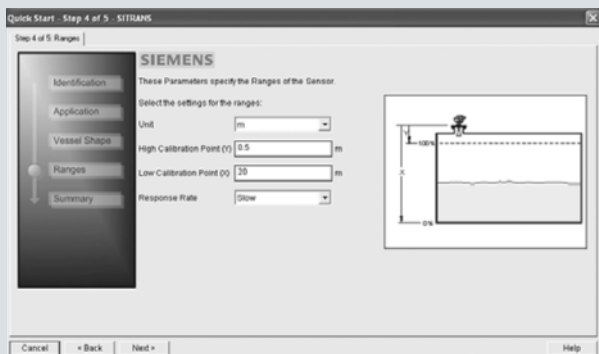 Quick Start - Step 4 of 5 - SITRANS
Step 4 of 5: Ranges
SIEMENS
Identification
Application
Vessel Shape
Ranges
Summary
These Parameters specify the Ranges of the Sensor.
Select the settings for the ranges:
Unit m
High Calibration Point (Y) 0.5 m
Low Calibration Point (X) 20 m
Response Rate Slow
Y
100%
X
0%
Cancel < Back Next > Help